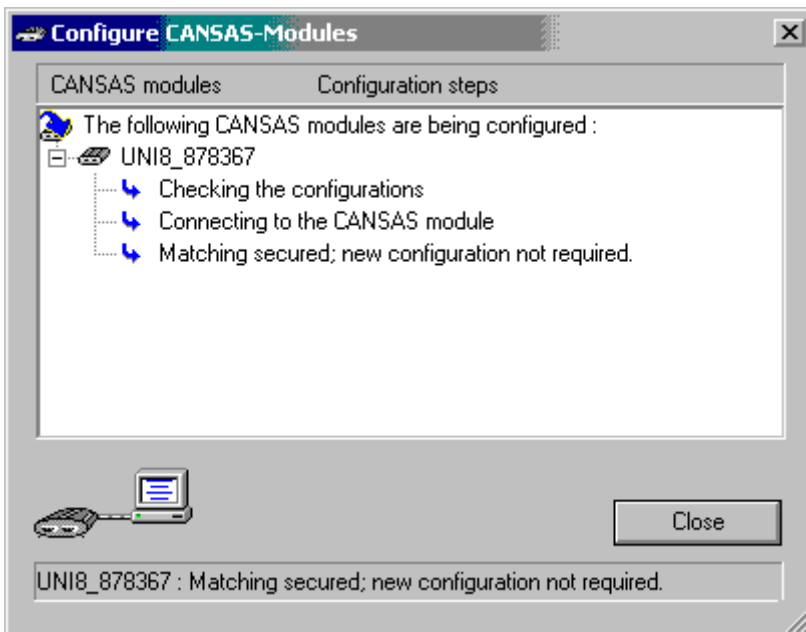 Configure CANSAS-Modules
CANSAS modules Configuration steps
The following CANSAS modules are being configured :
UNI8_878367
Checking the configurations
Connecting to the CANSAS module
Matching secured; new configuration not required.
Close
UNI8_878367 : Matching secured; new configuration not required.